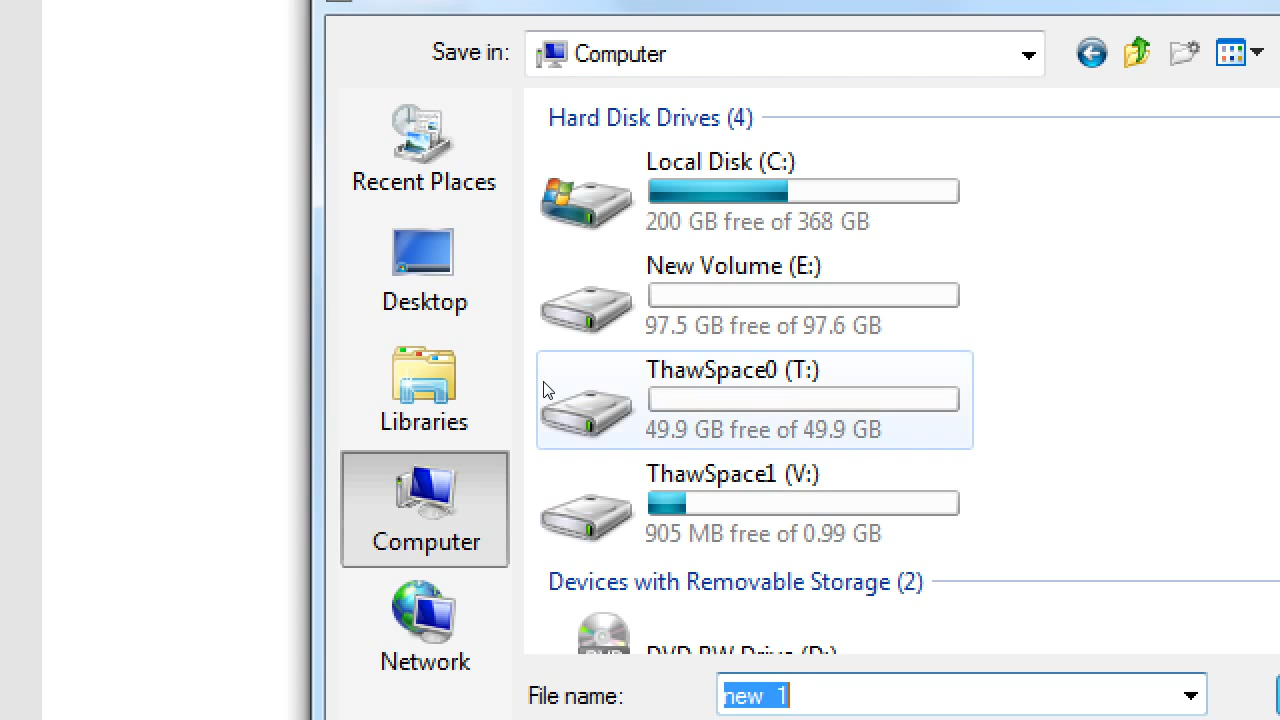 Save in:
Computer
Hard Disk Drives (4)
Local Disk (C:)
200 GB free of 368 GB
New Volume (E:)
97.5 GB free of 97.6 GB
ThawSpace0 (T:)
49.9 GB free of 49.9 GB
ThawSpace1 (V:)
905 MB free of 0.99 GB
Devices with Removable Storage (2)
DVD RW Drive (D:)
Recent Places
Desktop
Libraries
Computer
Network
File name:
new 1